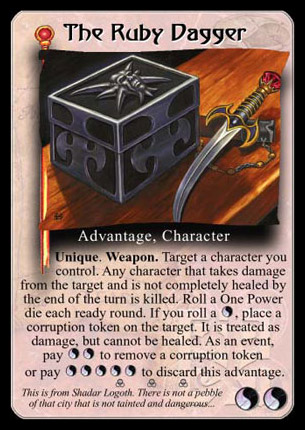 The Ruby Dagger
Advantage, Character
Unique. Weapon. Target a character you
control. Any character that takes damage
from the target and is not completely healed by
the end of the turn is killed. Roll a One Power
die each ready round. If you roll a , place a
corruption token on the target. It is treated as
damage, but cannot be healed. As an event,
pay to remove a corruption token
or pay to discard this advantage.
This is from Shadar Logoth. There is not a pebble
of that city that is not tainted and dangerous...